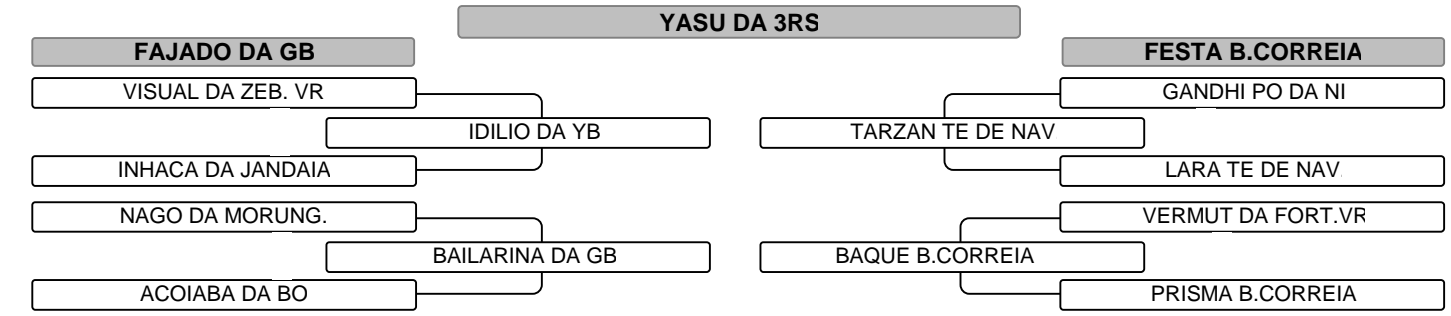 YASU DA 3RS
FAJADO DA GB
FESTA B.CORREIA
VISUAL DA ZEB. VR
GANDHI PO DA NI
IDILIO DA YB
TARZAN TE DE NAV
INHACA DA JANDAIA
LARA TE DE NAV.
NAGO DA MORUNG.
VERMUT DA FORT.VR
BAILARINA DA GB
BAQUE B.CORREIA
ACOIABA DA BO
PRISMA B.CORREIA